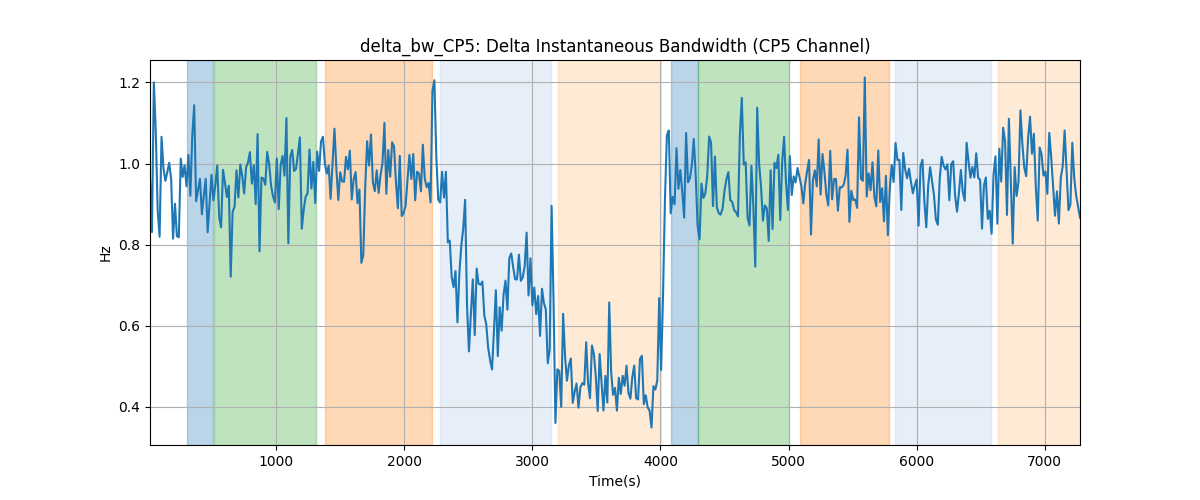 delta_bw_CP5: Delta Instantaneous Bandwidth (CP5 Channel)
Hz
1.2
1.0
0.8
0.6
0.4
1000 2000 3000 4000 5000 6000 7000
Time(s)